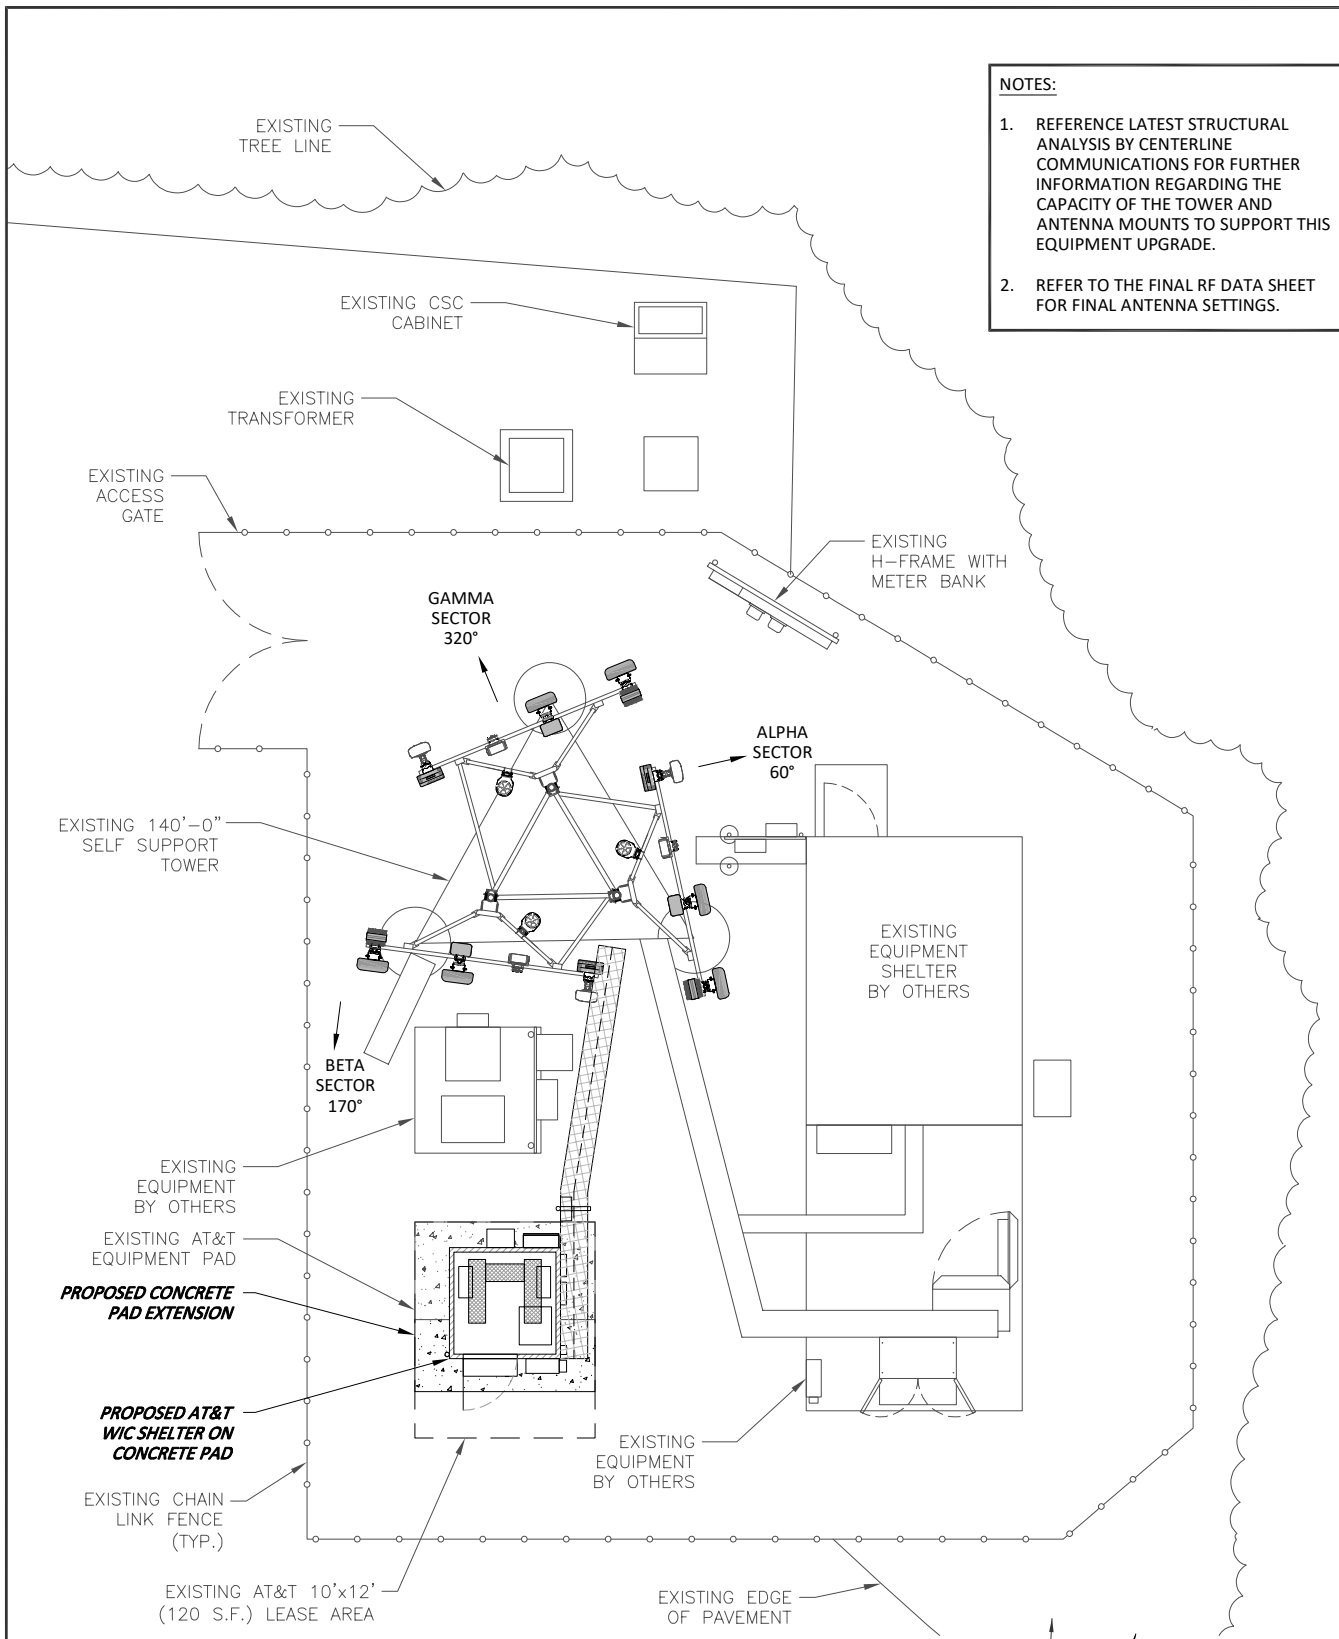 NOTES:
1. REFERENCE LATEST STRUCTURAL
ANALYSIS BY CENTERLINE
COMMUNICATIONS FOR FURTHER
INFORMATION REGARDING THE
CAPACITY OF THE TOWER AND
ANTENNA MOUNTS TO SUPPORT THIS
EQUIPMENT UPGRADE.
2. REFER TO THE FINAL RF DATA SHEET
FOR FINAL ANTENNA SETTINGS.
EXISTING
TREE LINE
EXISTING CSC
CABINET
EXISTING
TRANSFORMER
EXISTING
ACCESS
GATE
EXISTING
H-FRAME WITH
METER BANK
GAMMA
SECTOR
320°
ALPHA
SECTOR
60°
EXISTING 140'-0"
SELF SUPPORT
TOWER
EXISTING
EQUIPMENT
SHELTER
BY OTHERS
BETA
SECTOR
170°
EXISTING
EQUIPMENT
BY OTHERS
EXISTING AT&T
EQUIPMENT PAD
PROPOSED CONCRETE
PAD EXTENSION
PROPOSED AT&T
WIC SHELTER ON
CONCRETE PAD
EXISTING
EQUIPMENT
BY OTHERS
EXISTING CHAIN
LINK FENCE
(TYP.)
EXISTING AT&T 10'x12'
(120 S.F.) LEASE AREA
EXISTING EDGE
OF PAVEMENT